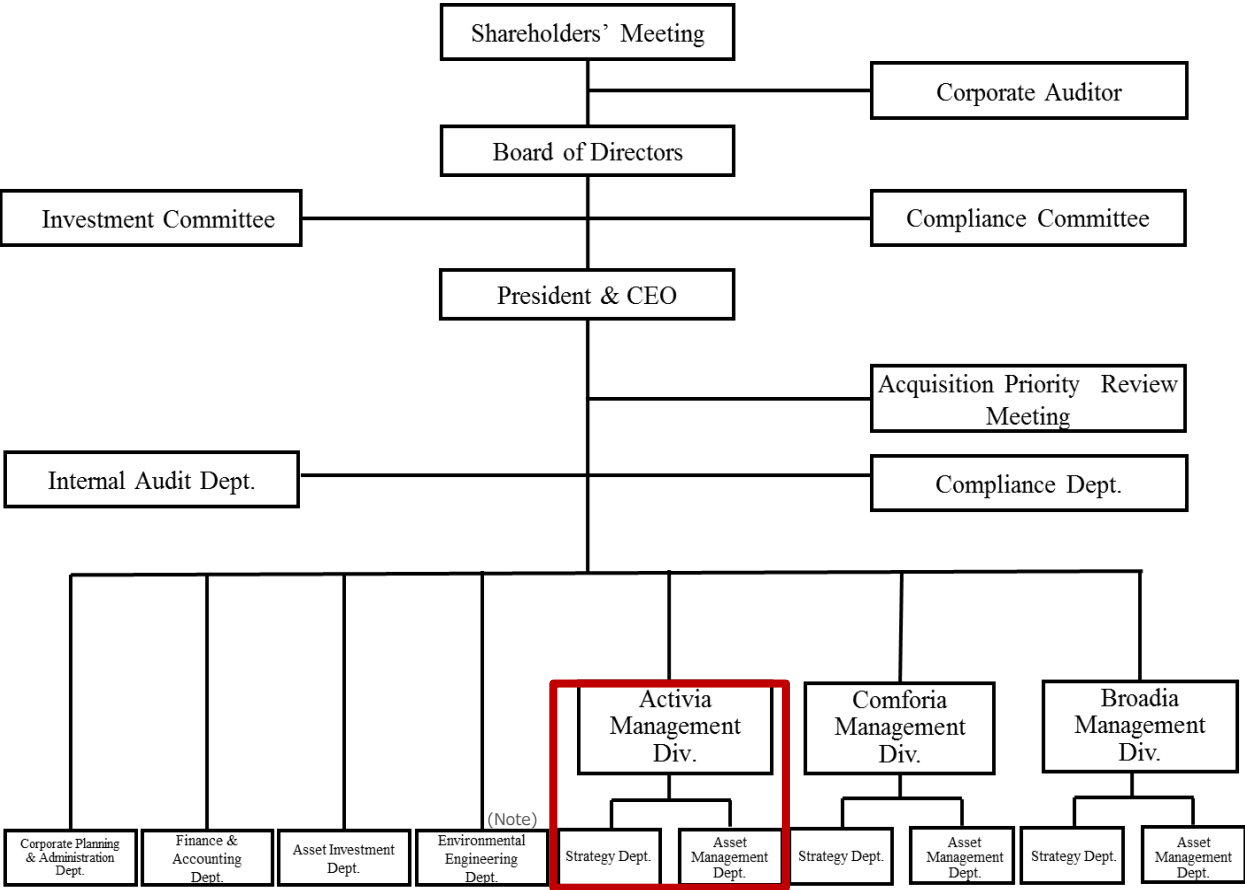 Shareholders’ Meeting
Corporate Auditor
Board of Directors
Investment Committee
Compliance Committee
President & CEO
Acquisition Priority Review
Meeting
Internal Audit Dept.
Compliance Dept.
Activia
Management
Div.
Comforia
Management
Div.
Broadia
Management
Div.
(Note)
Corporate Planning
& Administration
Dept.
Finance &
Accounting
Dept.
Asset Investment
Dept.
Environmental
Engineering
Dept.
Strategy Dept.
Asset
Management
Dept.
Strategy Dept.
Asset
Management
Dept.
Strategy Dept.
Asset
Management
Dept.